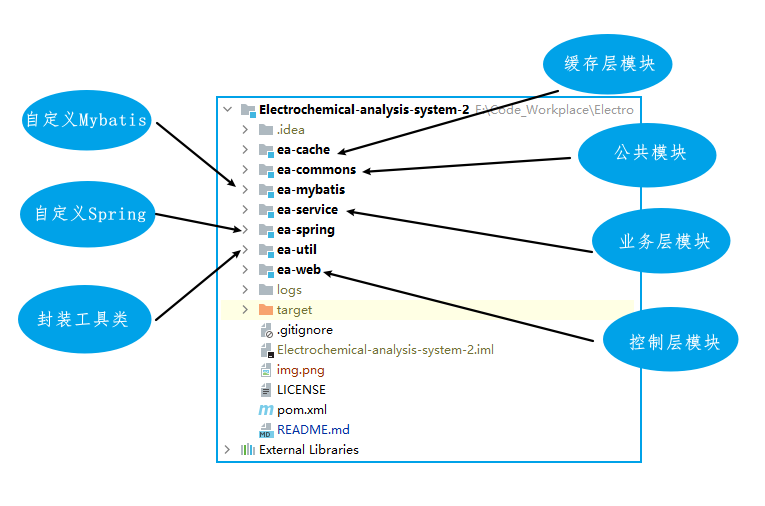 缓存层模块
自定义Mybatis
Electrochemical-analysis-system-2 E:\Code_Workplace\Electro
.idea
ea-cache
公共模块
ea-commons
ea-mybatis
自定义Spring
ea-service
业务层模块
ea-spring
ea-util
ea-web
logs
封装工具类
target
.gitignore
控制层模块
Electrochemical-analysis-system-2.iml
img.png
LICENSE
pom.xml
README.md
External Libraries